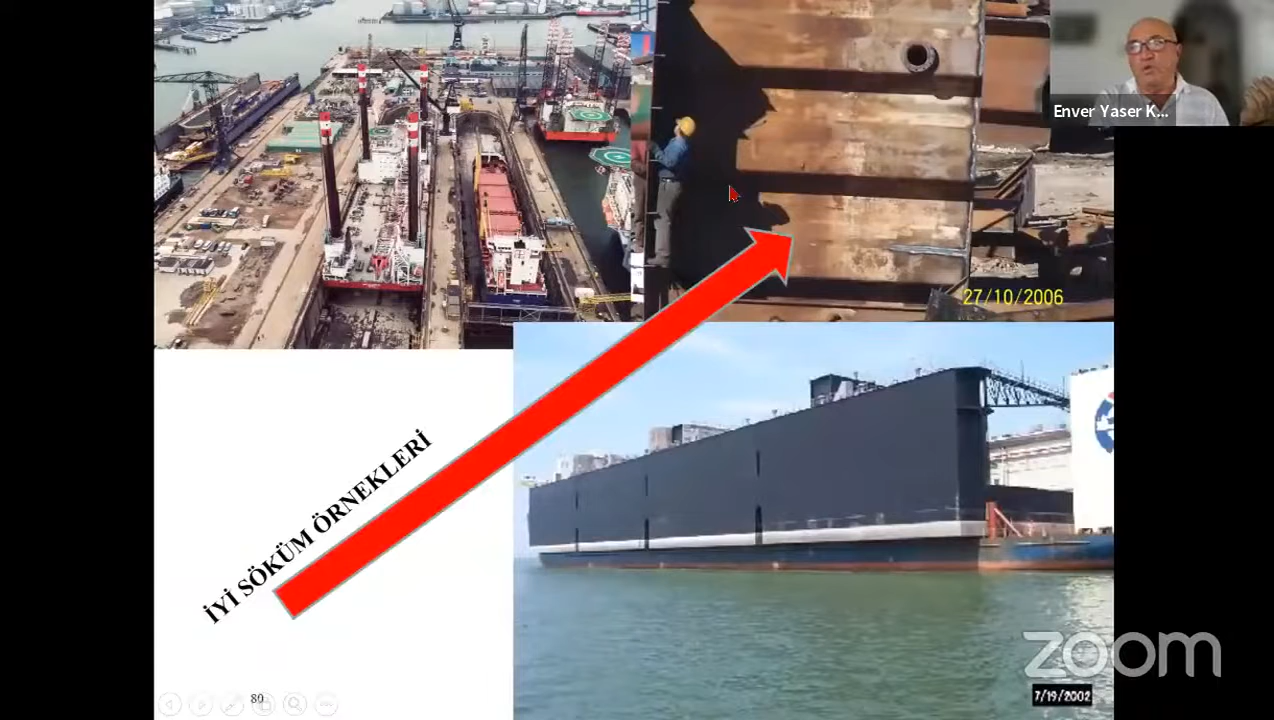 Enver Yaser K...
27/10/2006
İYİ SÖKÜM ÖRNEKLERİ
zoom
7/19/2002
80